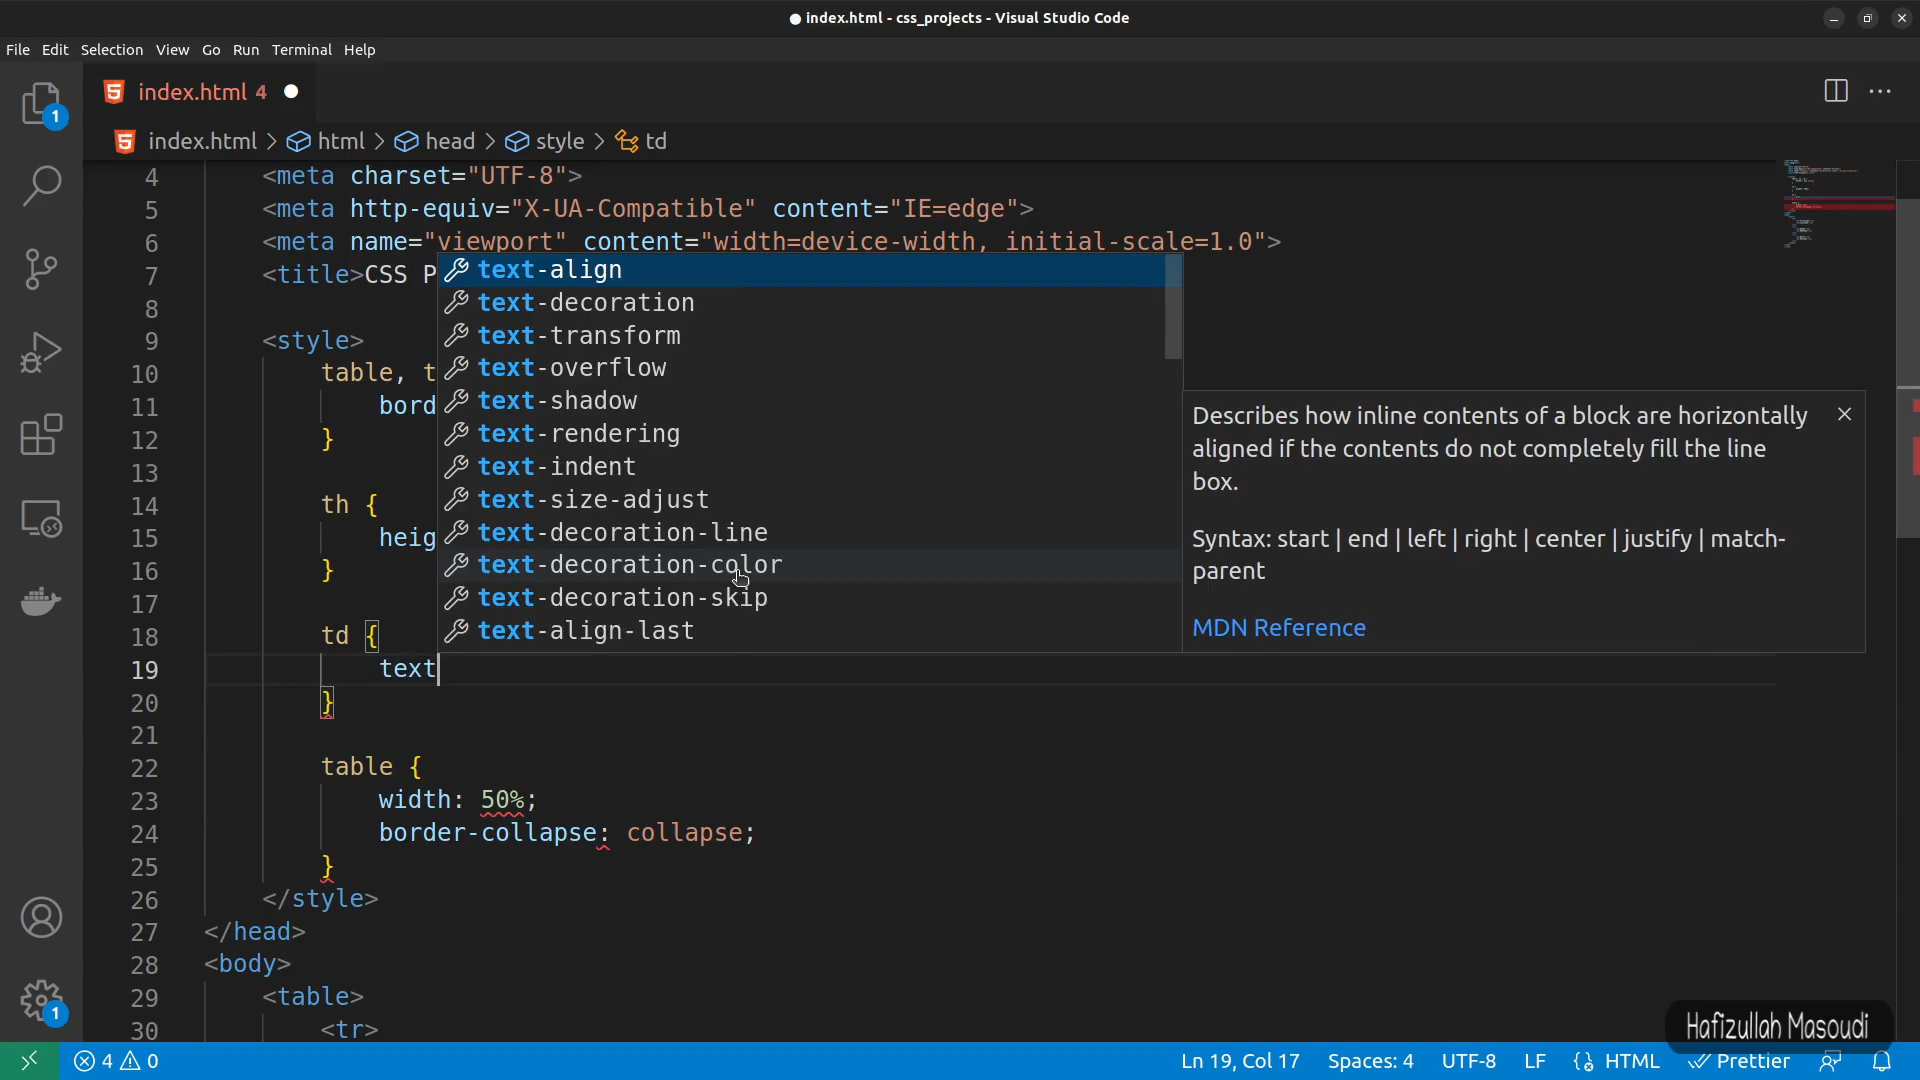 index.html - css_projects - Visual Studio Code
File Edit Selection View Go Run Terminal Help
1
index.html 4
index.html > html > head > style > td
4 <meta charset="UTF-8">
5 <meta http-equiv="X-UA-Compatible" content="IE=edge">
6 <meta name="viewport" content="width=device-width, initial-scale=1.0">
7 <title>CSS P
8
9 <style>
10 table, t
11 bord
12 }
13
14 th {
15 heig
16 }
17
18 td {
19 text
20 }
21
22 table {
23 width: 50%;
24 border-collapse: collapse;
25 }
26 </style>
27 </head>
28 <body>
29 <table>
30 <tr>
text-align
text-decoration
text-transform
text-overflow
text-shadow
text-rendering
text-indent
text-size-adjust
text-decoration-line
text-decoration-color
text-decoration-skip
text-align-last
Describes how inline contents of a block are horizontally
aligned if the contents do not completely fill the line
box.
Syntax: start | end | left | right | center | justify | match-
parent
MDN Reference
1
Hafizullah Masoudi
4 0 Ln 19, Col 17 Spaces: 4 UTF-8 LF HTML Prettier